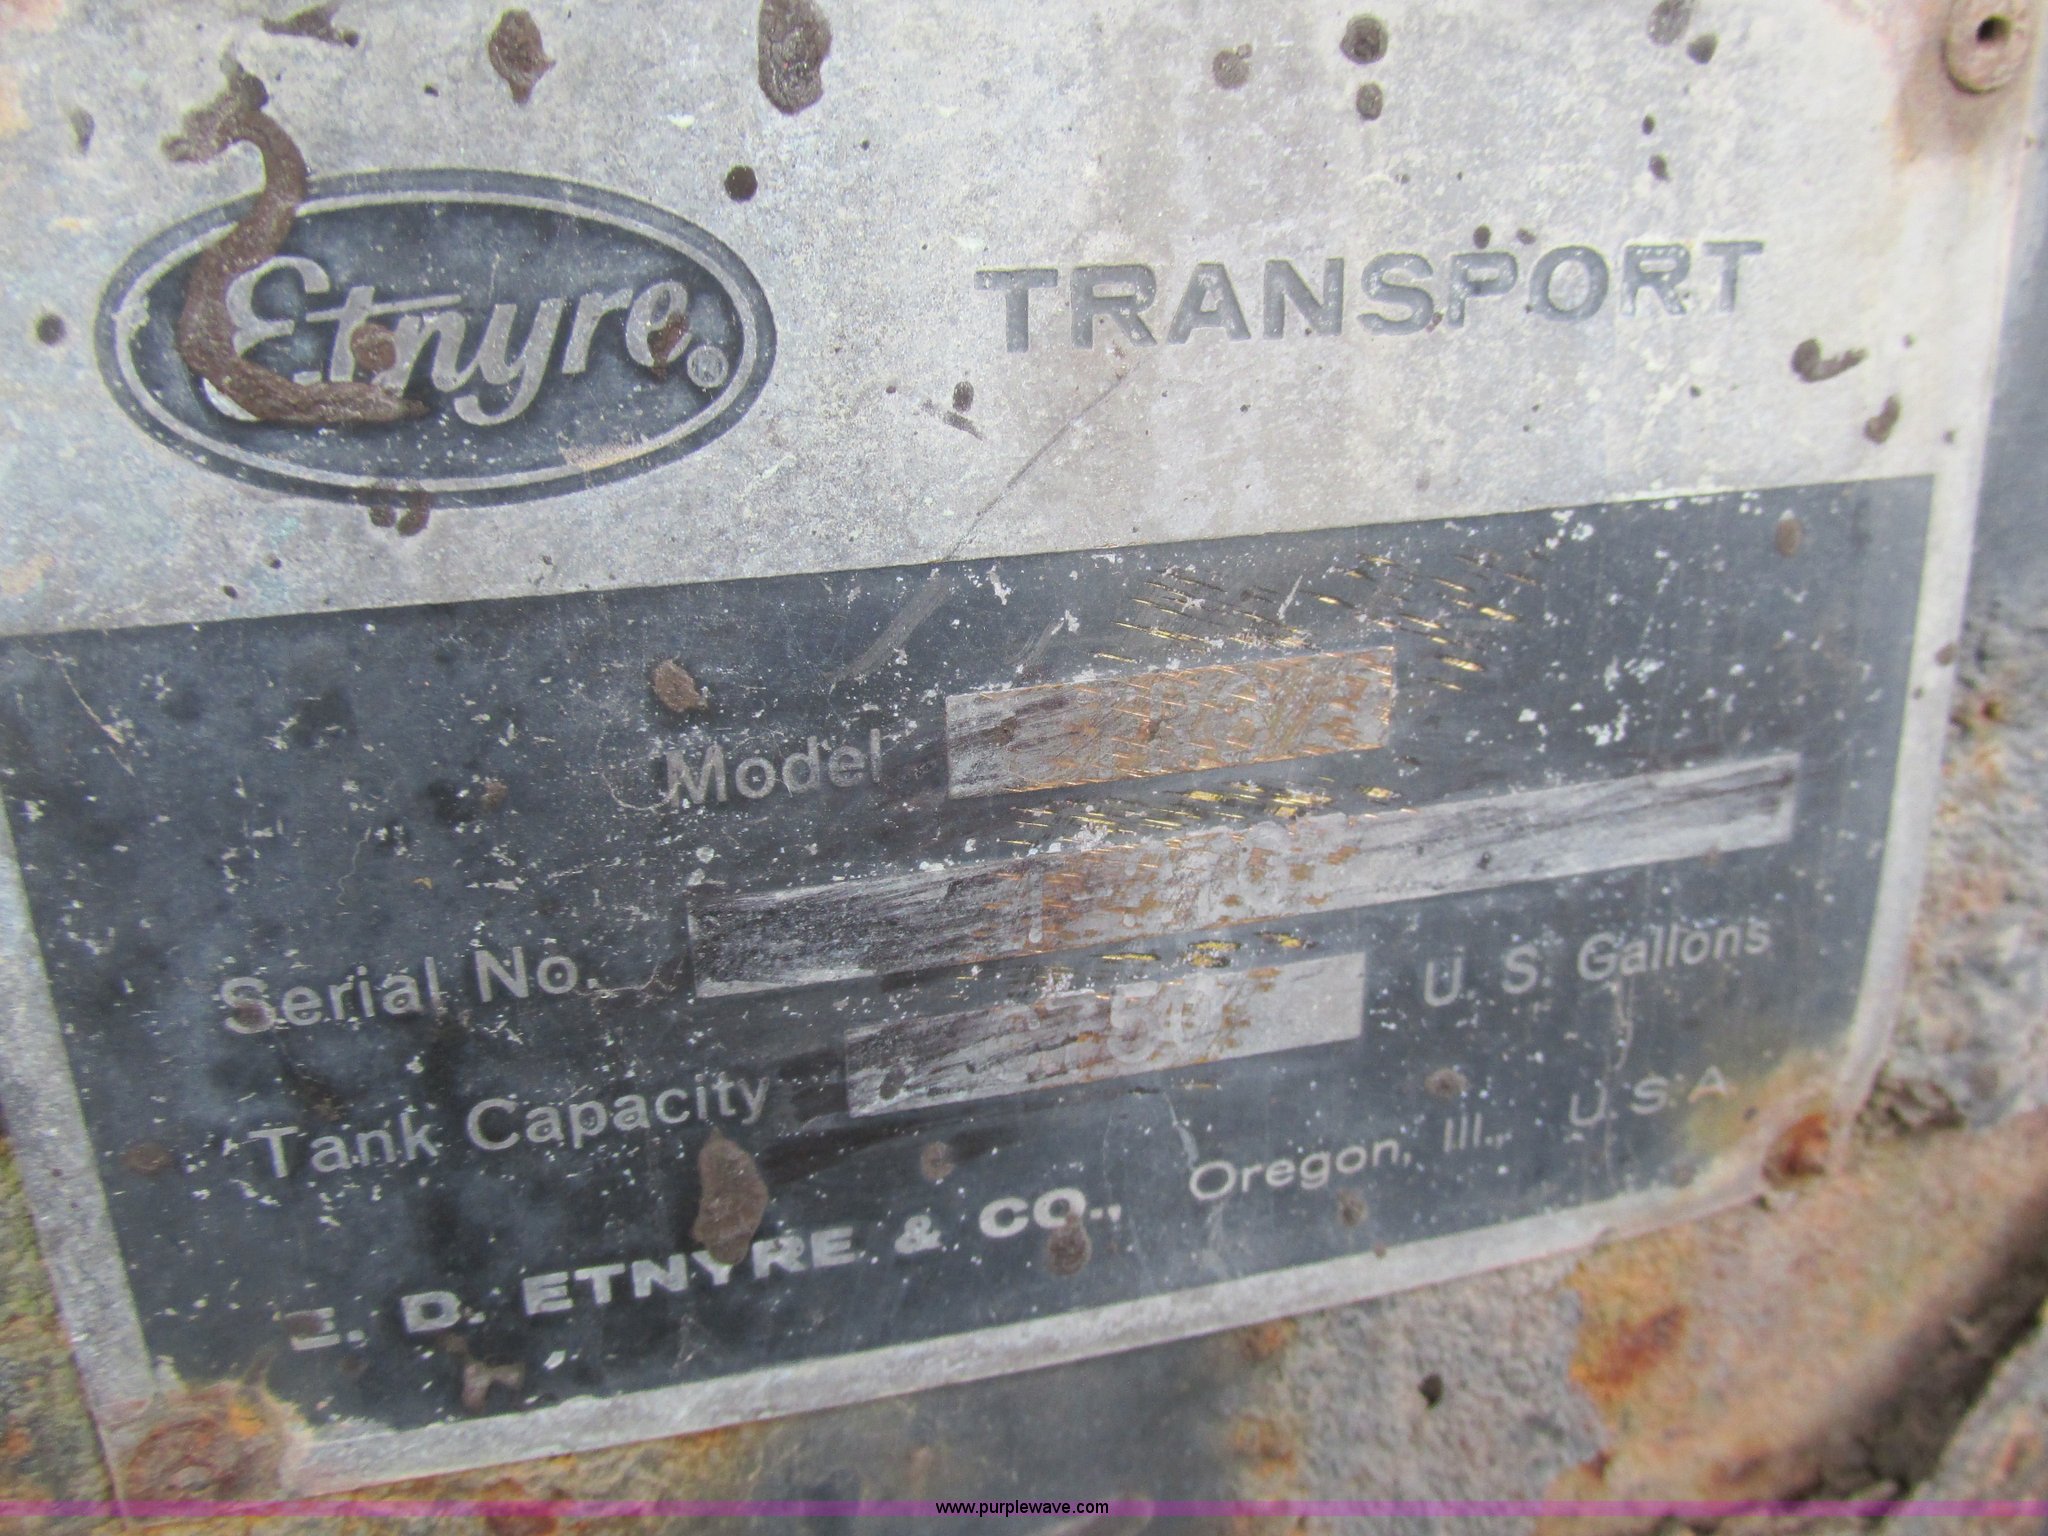 Etnyre ® TRANSPORT
Model
Serial No.
Tank Capacity U. S. Gallons
E. D. ETNYRE & CO., Oregon, Ill., U.S.A
www.purplewave.com